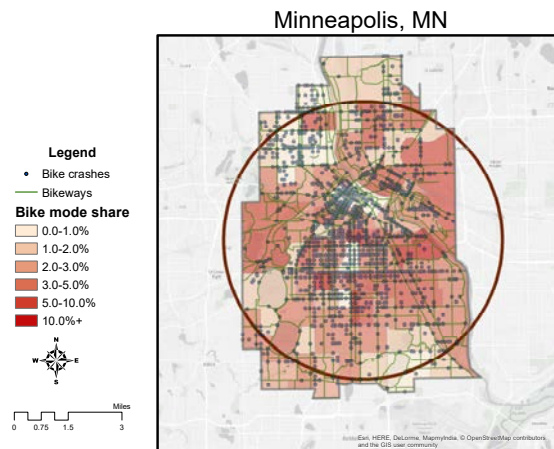 Minneapolis, MN
Legend
Bike crashes
Bikeways
Bike mode share
0.0-1.0%
1.0-2.0%
2.0-3.0%
3.0-5.0%
5.0-10.0%
10.0%+
N
W E
S
Miles
0 0.75 1.5 3
Esri, HERE, DeLorme, MapmyIndia, © OpenStreetMap contributors
and the GIS user community